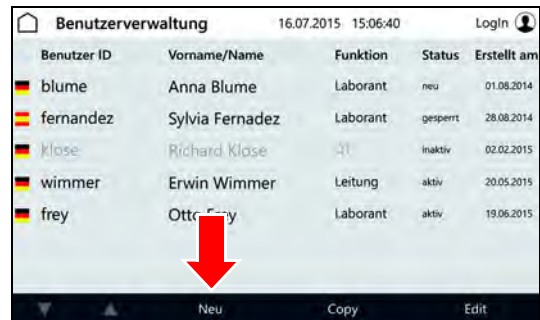 Benutzerverwaltung 16.07.2015 15:06:40 LogIn
Benutzer ID Vorname/Name Funktion Status Erstellt am
blume Anna Blume Laborant neu 01.08.2014
fernandez Sylvia Fernadez Laborant gesperrt 28.08.2014
klose Richard Klose inaktiv 02.02.2015
wimmer Erwin Wimmer Leitung aktiv 20.05.2015
frey Otto Frey Laborant aktiv 19.06.2015
Neu Copy Edit